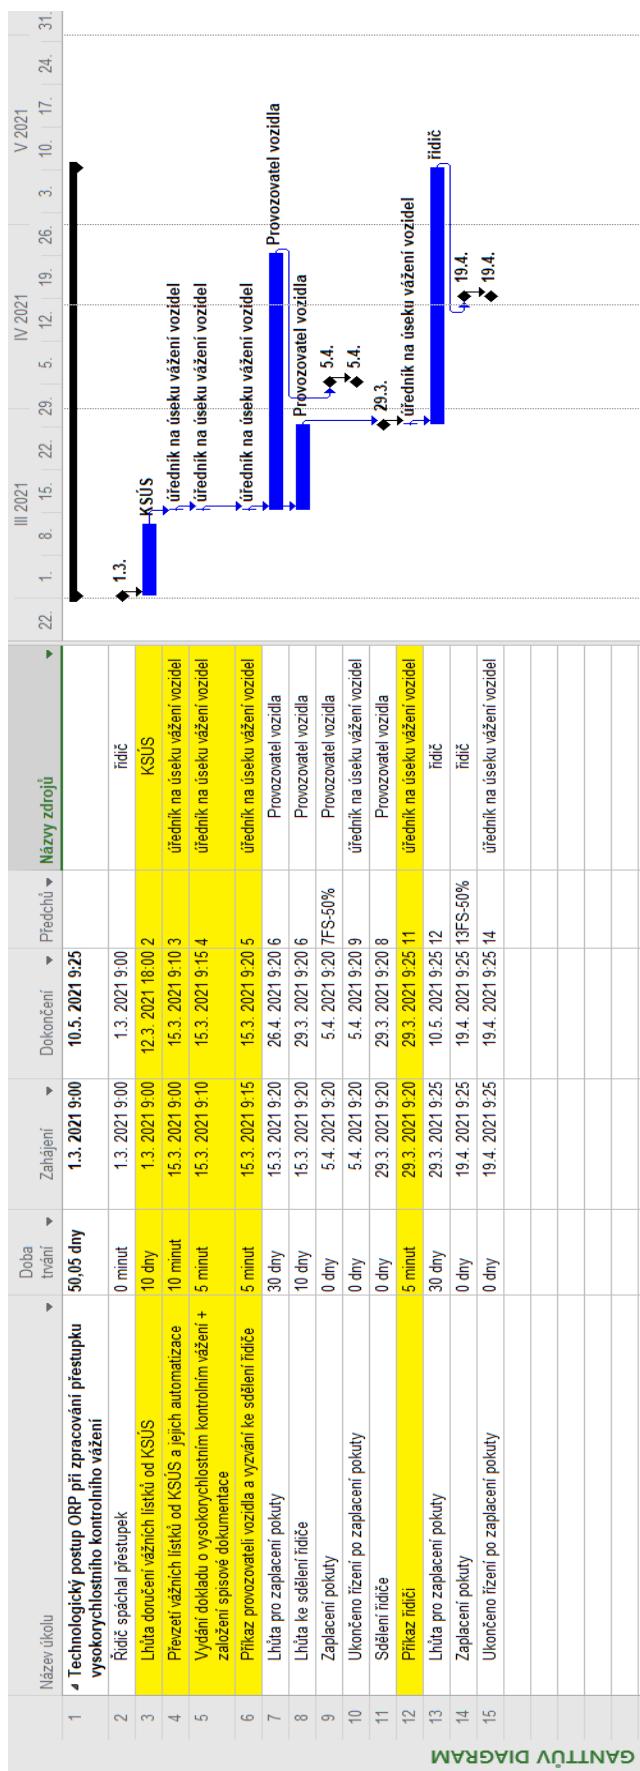 GANTTŮV DIAGRAM
Název úkolu Doba trvání Zahájení Dokončení Předchů Názvy zdrojů
1 Technologický postup ORP při zpracování přestupku vysokorychlostního kontrolního vážení 50,05 dny 1.3. 2021 9:00 10.5. 2021 9:25
2 Řidič spáchal přestupek 0 minut 1.3. 2021 9:00 1.3. 2021 9:00 řidič
3 Lhůta doručení vážních lístků od KSÚS 10 dny 1.3. 2021 9:00 12.3. 2021 18:00 2 KSÚS
4 Převzetí vážních lístků od KSÚS a jejich automatizace 10 minut 15.3. 2021 9:00 15.3. 2021 9:10 3 úředník na úseku vážení vozidel
5 Vydání dokladu o vysokorychlostním kontrolním vážení + založení spisové dokumentace 5 minut 15.3. 2021 9:10 15.3. 2021 9:15 4 úředník na úseku vážení vozidel
6 Příkaz provozovateli vozidla a vyzvání ke sdělení řidiče 5 minut 15.3. 2021 9:15 15.3. 2021 9:20 5 úředník na úseku vážení vozidel
7 Lhůta pro zaplacení pokuty 30 dny 15.3. 2021 9:20 26.4. 2021 9:20 6 Provozovatel vozidla
8 Lhůta ke sdělení řidiče 10 dny 15.3. 2021 9:20 29.3. 2021 9:20 6 Provozovatel vozidla
9 Zaplacení pokuty 0 dny 5.4. 2021 9:20 5.4. 2021 9:20 7FS-50% Provozovatel vozidla
10 Ukončeno řízení po zaplacení pokuty 0 dny 5.4. 2021 9:20 5.4. 2021 9:20 9 úředník na úseku vážení vozidel
11 Sdělení řidiče 0 dny 29.3. 2021 9:20 29.3. 2021 9:20 8 Provozovatel vozidla
12 Příkaz řidiči 5 minut 29.3. 2021 9:20 29.3. 2021 9:25 11 úředník na úseku vážení vozidel
13 Lhůta pro zaplacení pokuty 30 dny 29.3. 2021 9:25 10.5. 2021 9:25 12 řidič
14 Zaplacení pokuty 0 dny 19.4. 2021 9:25 19.4. 2021 9:25 13FS-50% řidič
15 Ukončeno řízení po zaplacení pokuty 0 dny 19.4. 2021 9:25 19.4. 2021 9:25 14 úředník na úseku vážení vozidel
III 2021 IV 2021 V 2021
22. 1. 8. 15. 22. 29. 5. 12. 19. 26. 3. 10. 17. 24. 31.
1.3.
KSÚS
úředník na úseku vážení vozidel
úředník na úseku vážení vozidel
úředník na úseku vážení vozidel
Provozovatel vozidla
Provozovatel vozidla
5.4.
5.4.
29.3.
úředník na úseku vážení vozidel
řidič
19.4.
19.4.